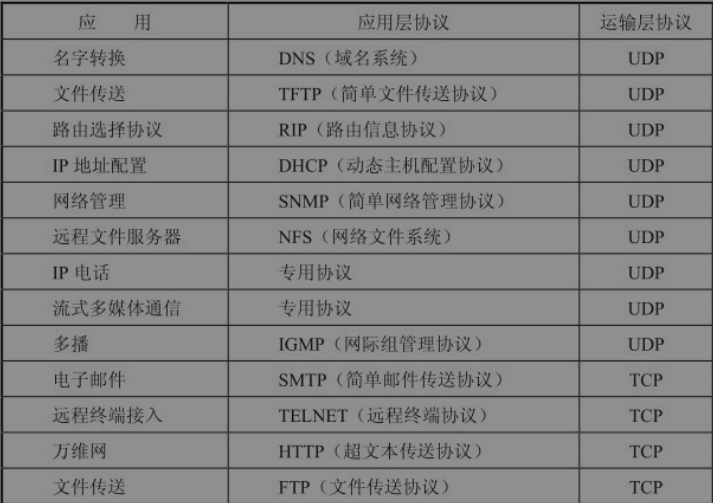 应 用 应用层协议 运输层协议
名字转换 DNS（域名系统） UDP
文件传送 TFTP（简单文件传送协议） UDP
路由选择协议 RIP（路由信息协议） UDP
IP 地址配置 DHCP（动态主机配置协议） UDP
网络管理 SNMP（简单网络管理协议） UDP
远程文件服务器 NFS（网络文件系统） UDP
IP 电话 专用协议 UDP
流式多媒体通信 专用协议 UDP
多播 IGMP（网际组管理协议） UDP
电子邮件 SMTP（简单邮件传送协议） TCP
远程终端接入 TELNET（远程终端协议） TCP
万维网 HTTP（超文本传送协议） TCP
文件传送 FTP（文件传送协议） TCP